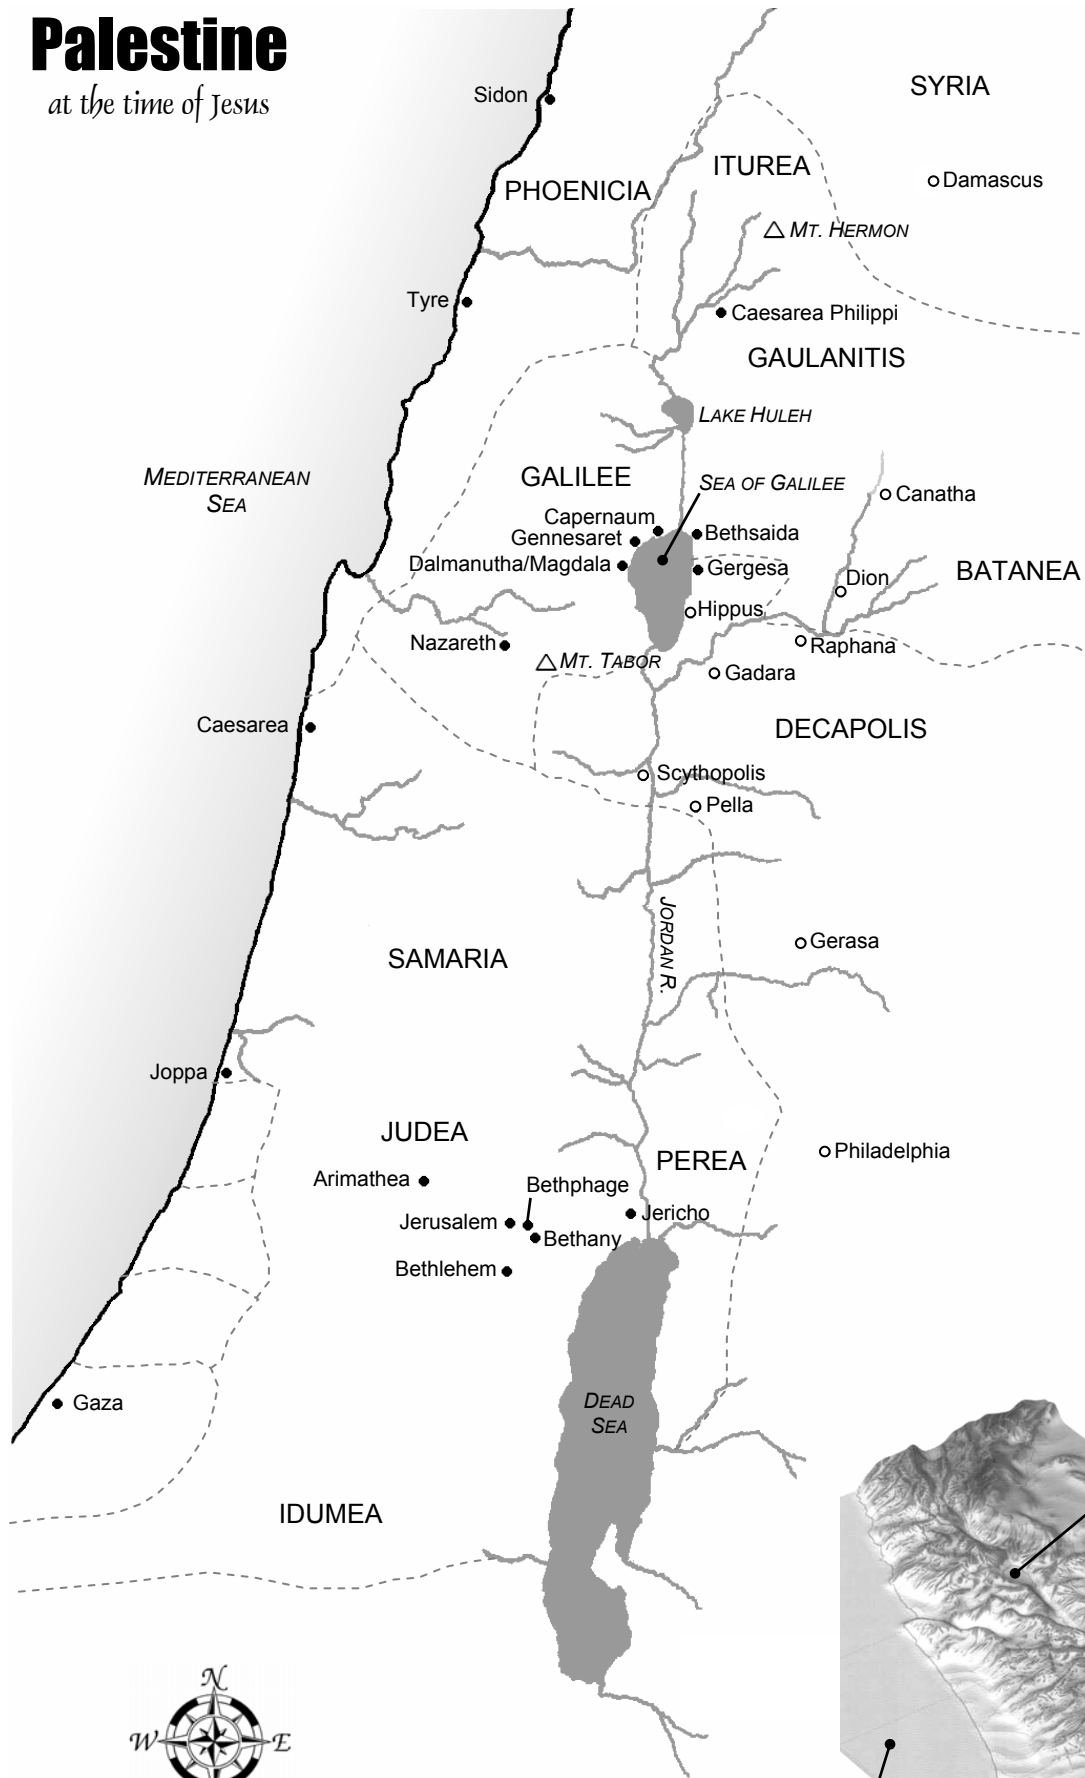 Palestine
at the time of Jesus
Sidon
SYRIA
ITUREA
PHOENICIA
Damascus
MT. HERMON
Tyre
Caesarea Philippi
GAULANITIS
LAKE HULEH
MEDITERRANEAN
SEA
GALILEE
SEA OF GALILEE
Canatha
Capernaum
Bethsaida
Gennesaret
Dalmanutha/Magdala
Gergesa
Dion
BATANEA
Hippus
Nazareth
MT. TABOR
Raphana
Gadara
Caesarea
DECAPOLIS
Scythopolis
Pella
JORDAN R.
Gerasa
SAMARIA
Joppa
JUDEA
Philadelphia
PEREA
Arimathea
Bethphage
Jerusalem
Jericho
Bethany
Bethlehem
DEAD
SEA
Gaza
IDUMEA
N
W
E